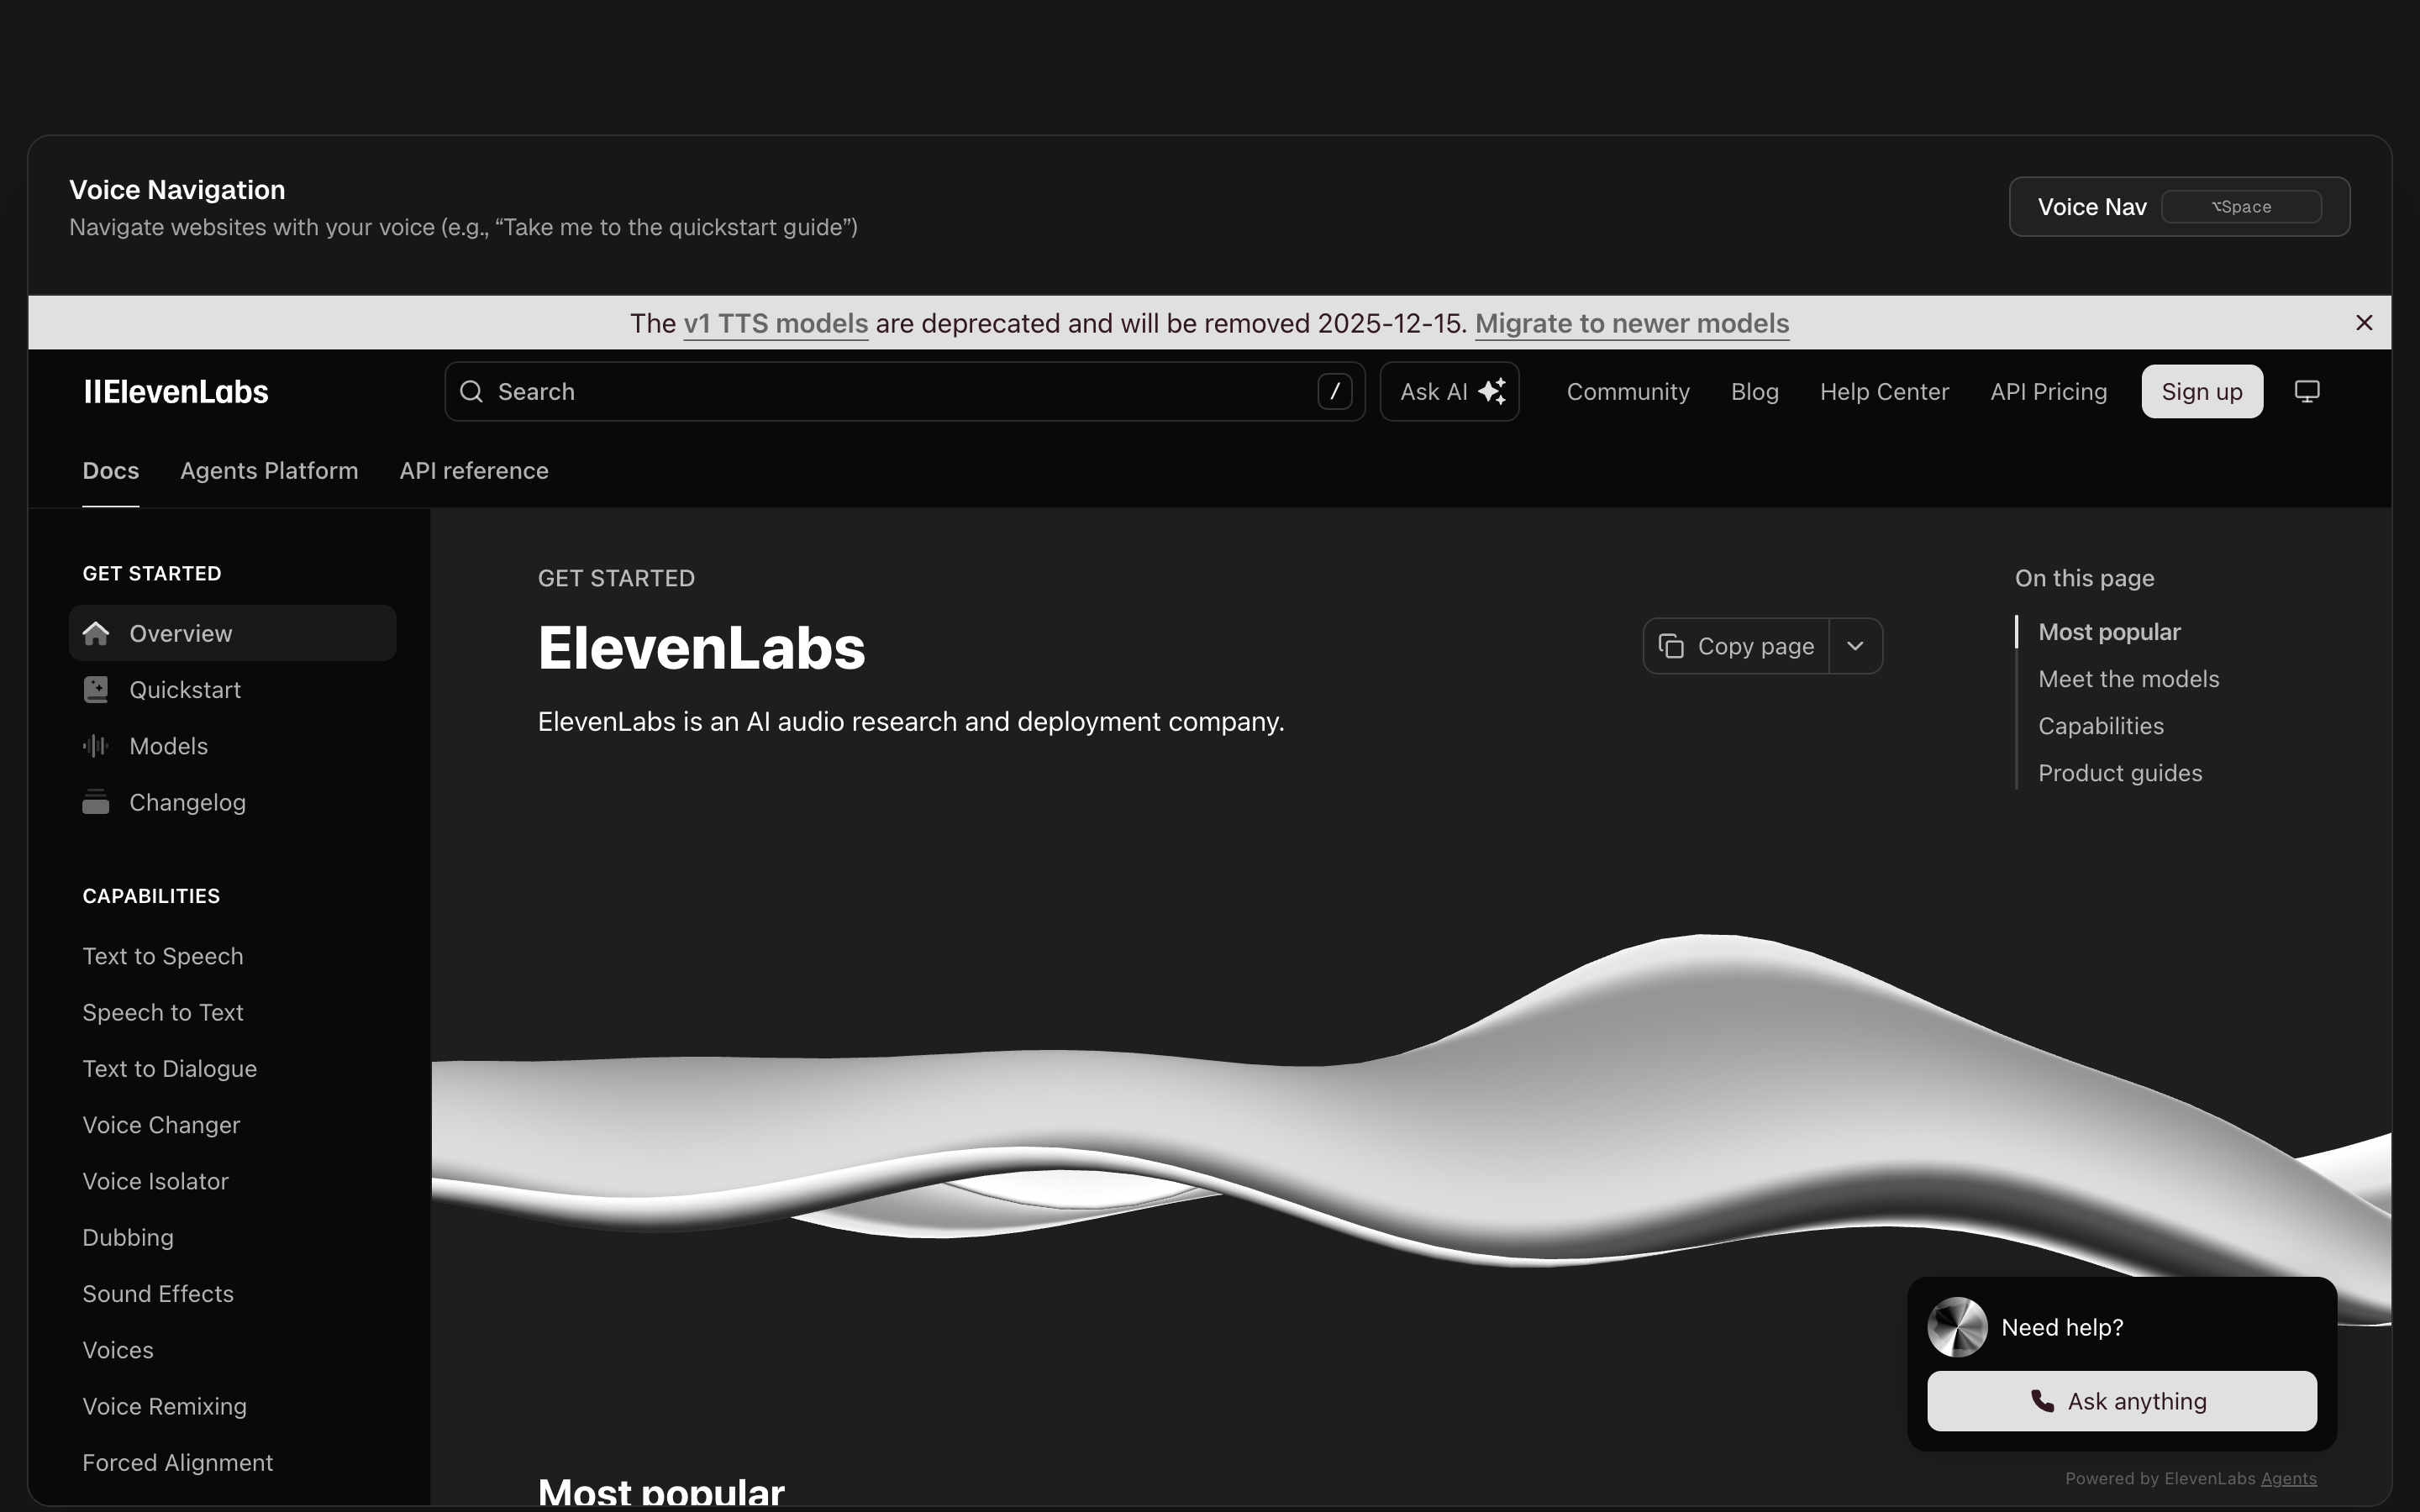 Voice Navigation
Navigate websites with your voice (e.g., “Take me to the quickstart guide”)
Voice Nav ⌥Space
The v1 TTS models are deprecated and will be removed 2025-12-15. Migrate to newer models
IIElevenLabs
Search /
Ask AI
Community Blog Help Center API Pricing Sign up
Docs Agents Platform API reference
GET STARTED
Overview
Quickstart
Models
Changelog
CAPABILITIES
Text to Speech
Speech to Text
Text to Dialogue
Voice Changer
Voice Isolator
Dubbing
Sound Effects
Voices
Voice Remixing
Forced Alignment
GET STARTED
ElevenLabs
Copy page
ElevenLabs is an AI audio research and deployment company.
Most popular
On this page
Most popular
Meet the models
Capabilities
Product guides
Need help?
Ask anything
Powered by ElevenLabs Agents